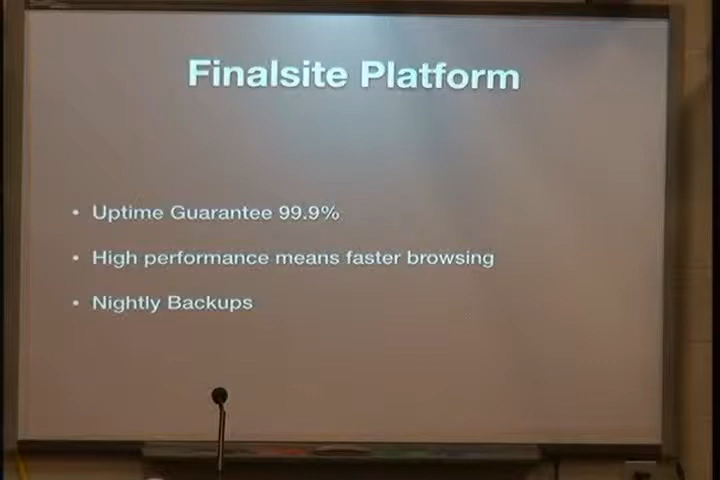 Finalsite Platform
• Uptime Guarantee 99.9%
• High performance means faster browsing
• Nightly Backups